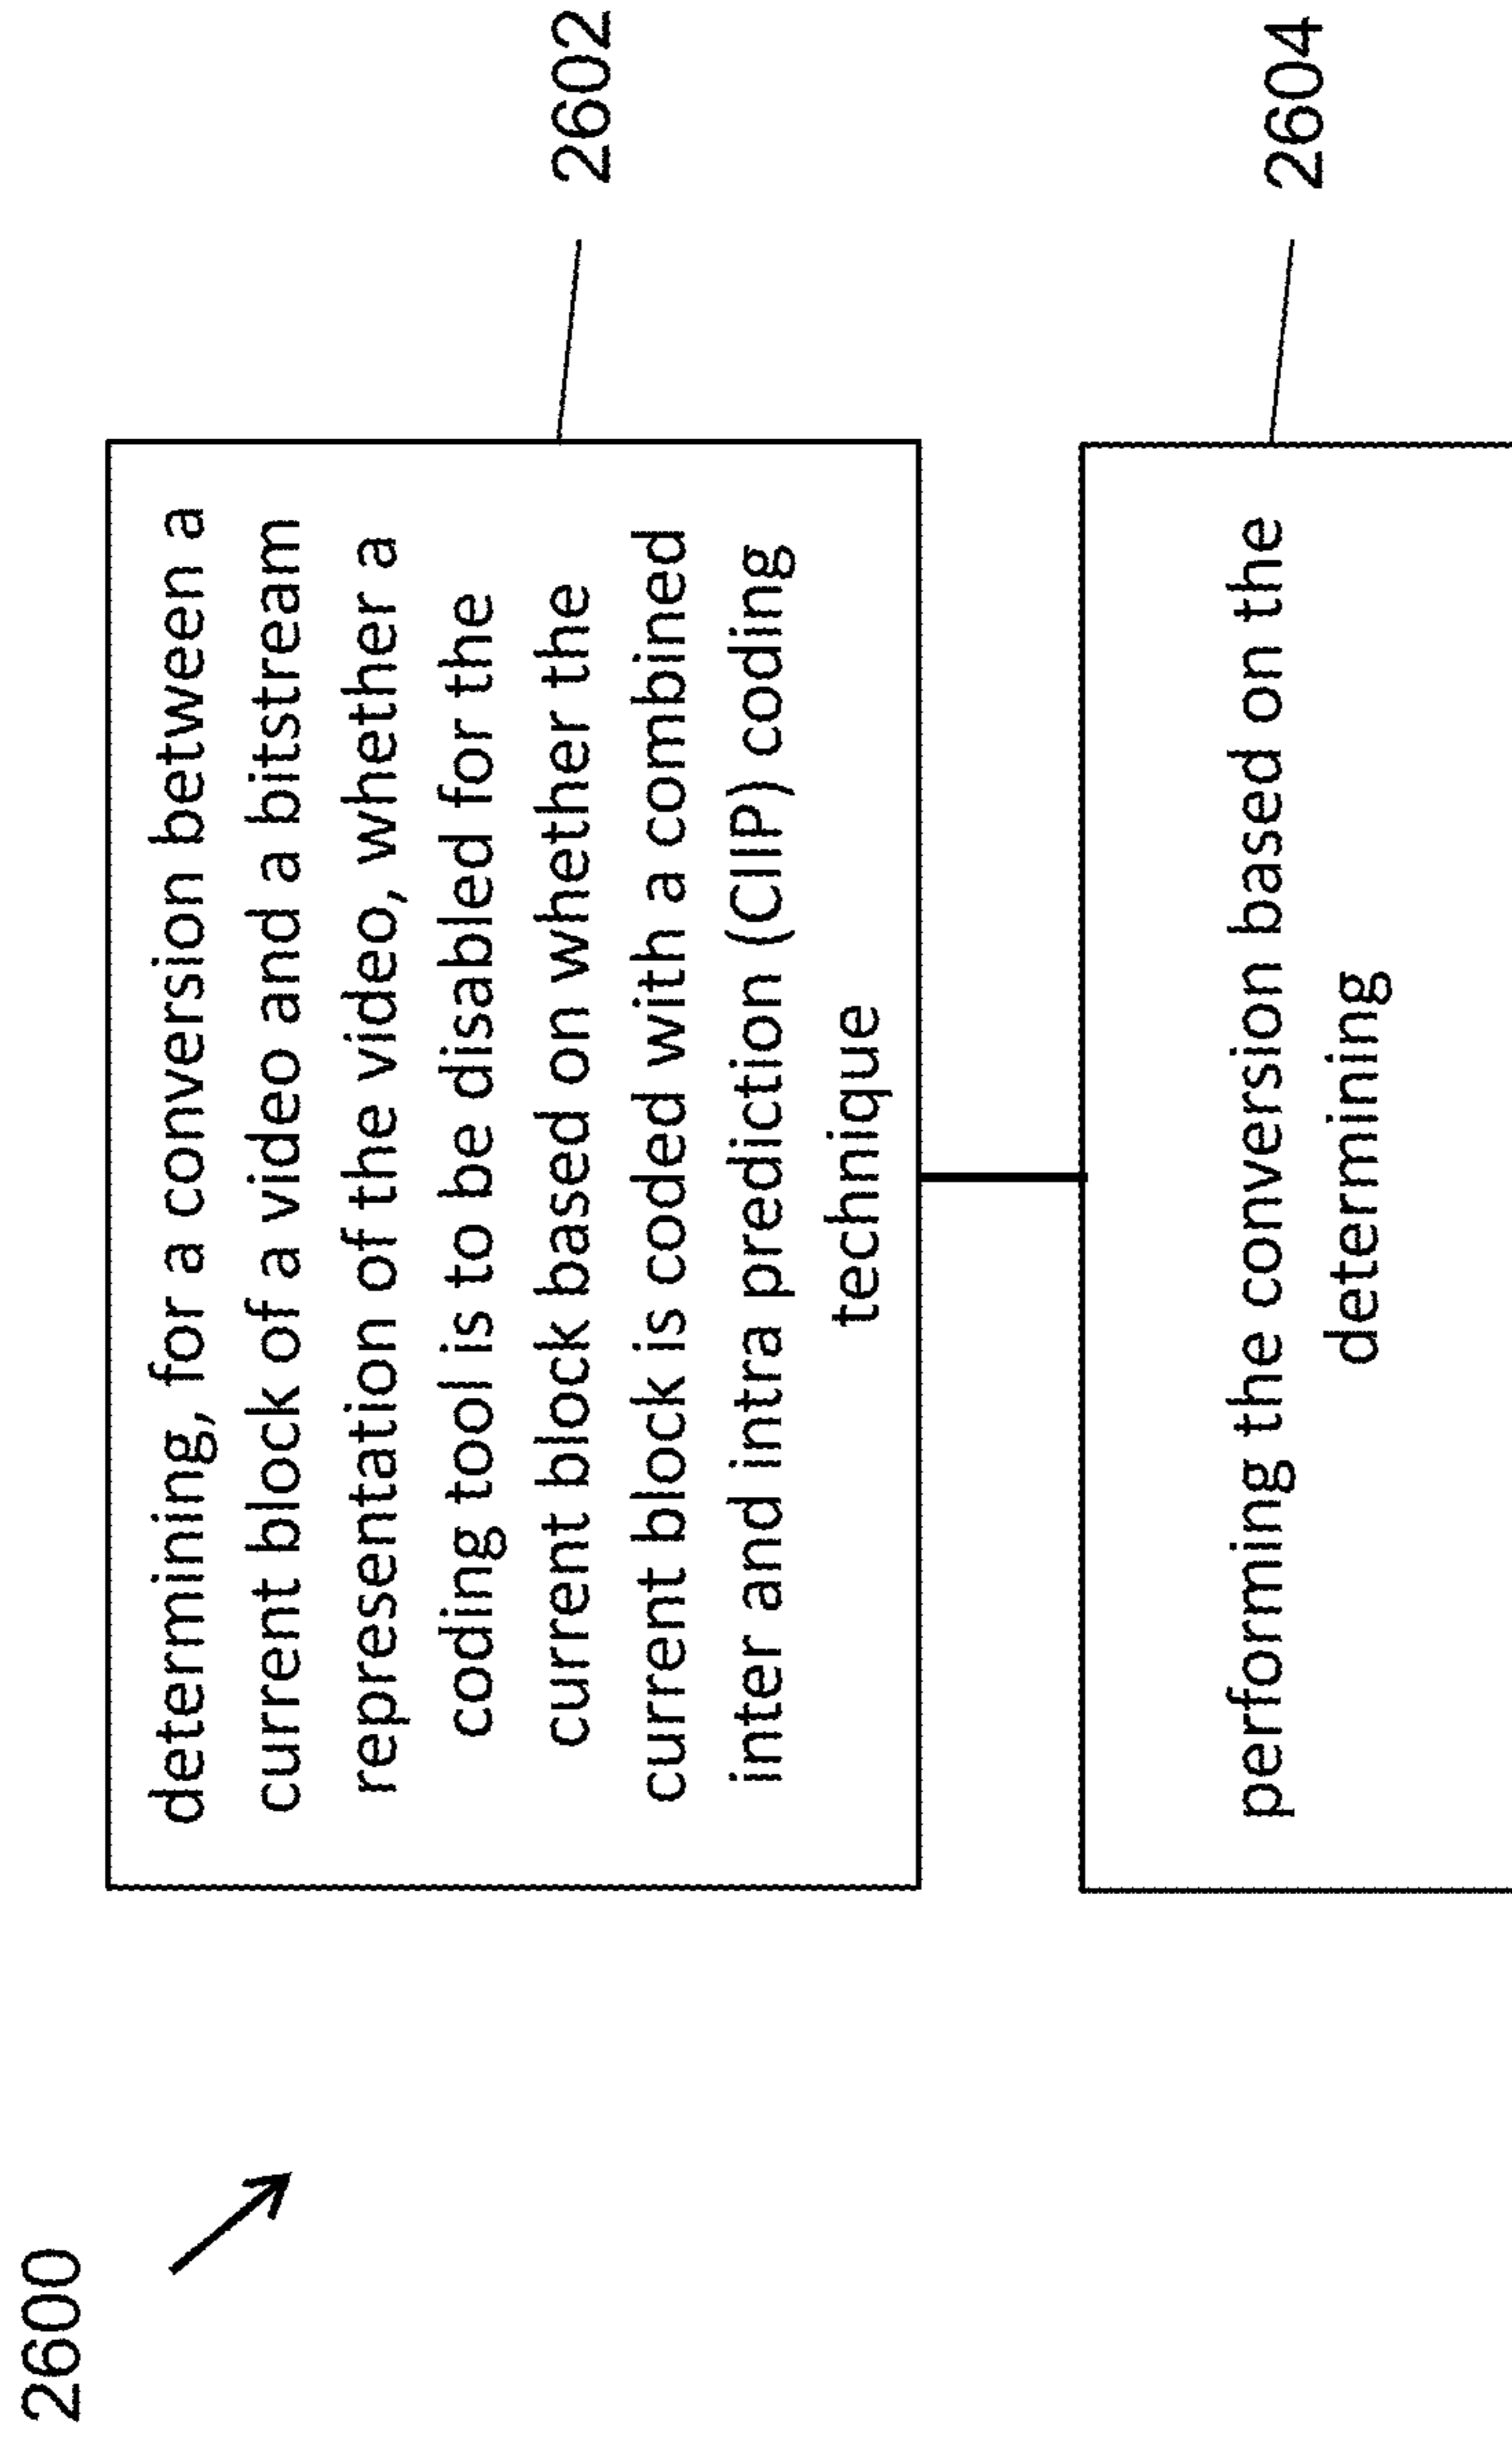 2600
determining, for a conversion between a
current block of a video and a bitstream
representation of the video, whether a
coding tool is to be disabled for the
current block based on whether the
current block is coded with a combined
inter and intra prediction (CIIP) coding
technique
2602
performing the conversion based on the
determining
2604